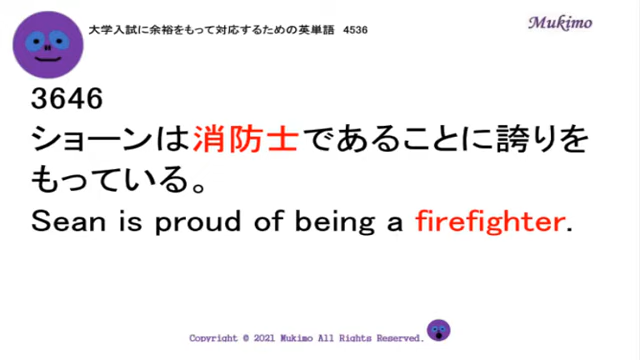 大学入試に余裕をもって対応するための英単語 4536
Mukimo
3646
ショーンは消防士であることに誇りを
もっている。
Sean is proud of being a firefighter.
Copyright © 2021 Mukimo All Rights Reserved.